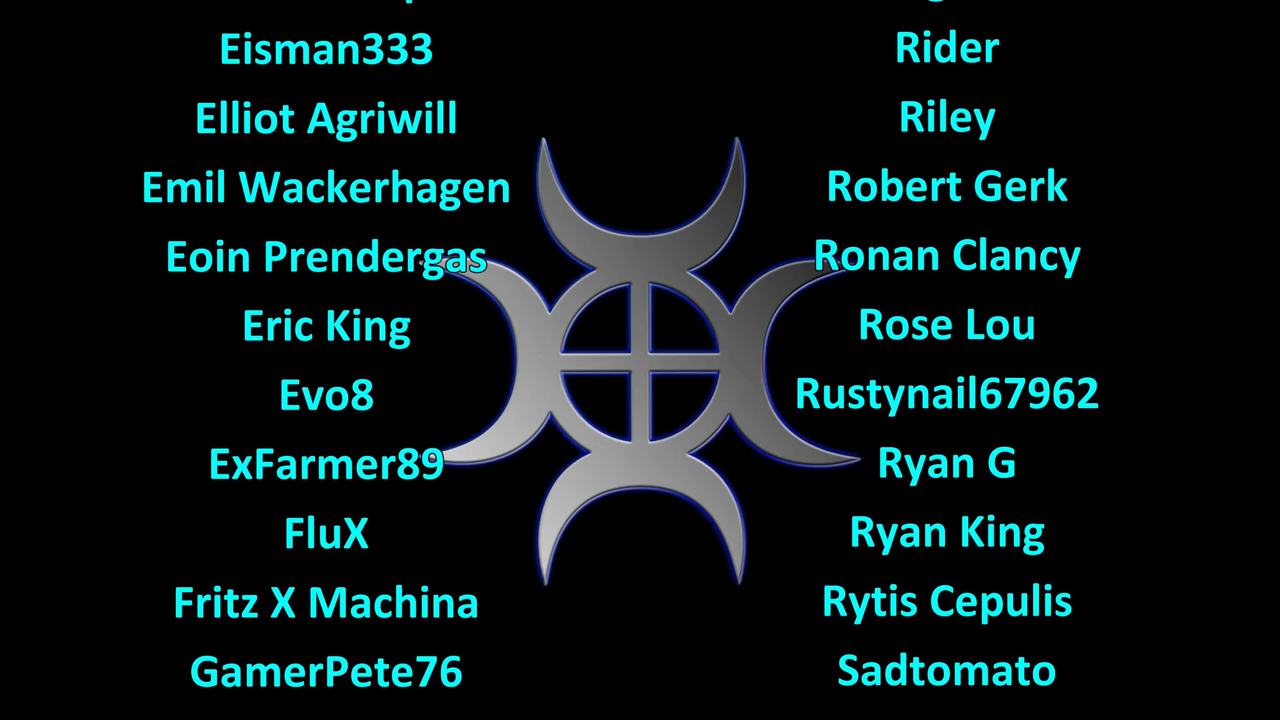 Eisman333
Elliot Agriwill
Emil Wackerhagen
Eoin Prendergas
Eric King
Evo8
ExFarmer89
FluX
Fritz X Machina
GamerPete76
Rider
Riley
Robert Gerk
Ronan Clancy
Rose Lou
Rustynail67962
Ryan G
Ryan King
Rytis Cepulis
Sadtomato